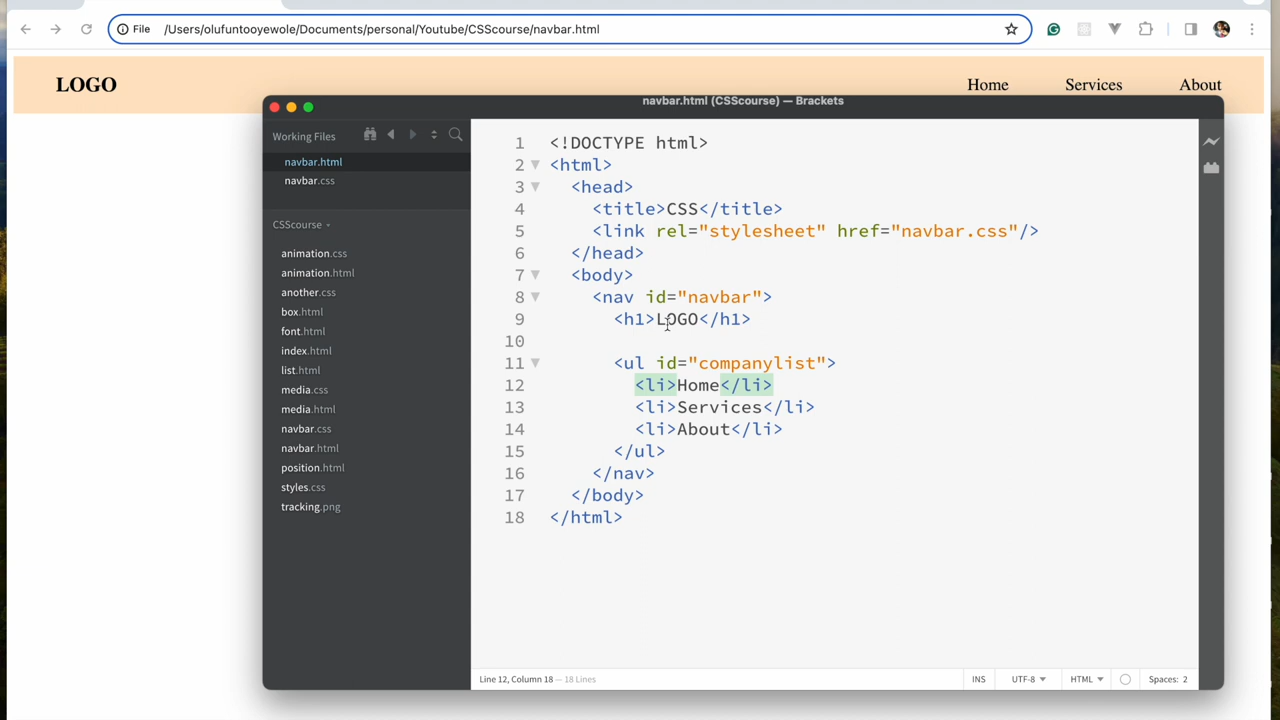 File /Users/olufuntooyewole/Documents/personal/Youtube/CSScourse/navbar.html
LOGO Home Services About
navbar.html (CSScourse) — Brackets
Working Files
navbar.html
navbar.css
CSScourse
animation.css
animation.html
another.css
box.html
font.html
index.html
list.html
media.css
media.html
navbar.css
navbar.html
position.html
styles.css
tracking.png
1 <!DOCTYPE html>
2 <html>
3 <head>
4 <title>CSS</title>
5 <link rel="stylesheet" href="navbar.css"/>
6 </head>
7 <body>
8 <nav id="navbar">
9 <h1>LOGO</h1>
10
11 <ul id="companylist">
12 <li>Home</li>
13 <li>Services</li>
14 <li>About</li>
15 </ul>
16 </nav>
17 </body>
18 </html>
Line 12, Column 18 — 18 Lines INS UTF-8 HTML Spaces: 2